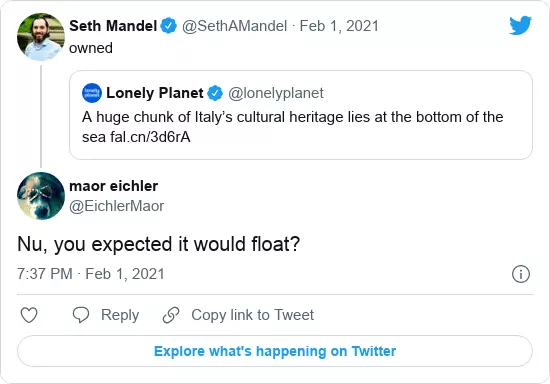 Seth Mandel @SethAMandel · Feb 1, 2021
owned
Lonely Planet @lonelyplanet
A huge chunk of Italy’s cultural heritage lies at the bottom of the
sea fal.cn/3d6rA
maor eichler
@EichlerMaor
Nu, you expected it would float?
7:37 PM · Feb 1, 2021
Reply Copy link to Tweet
Explore what's happening on Twitter